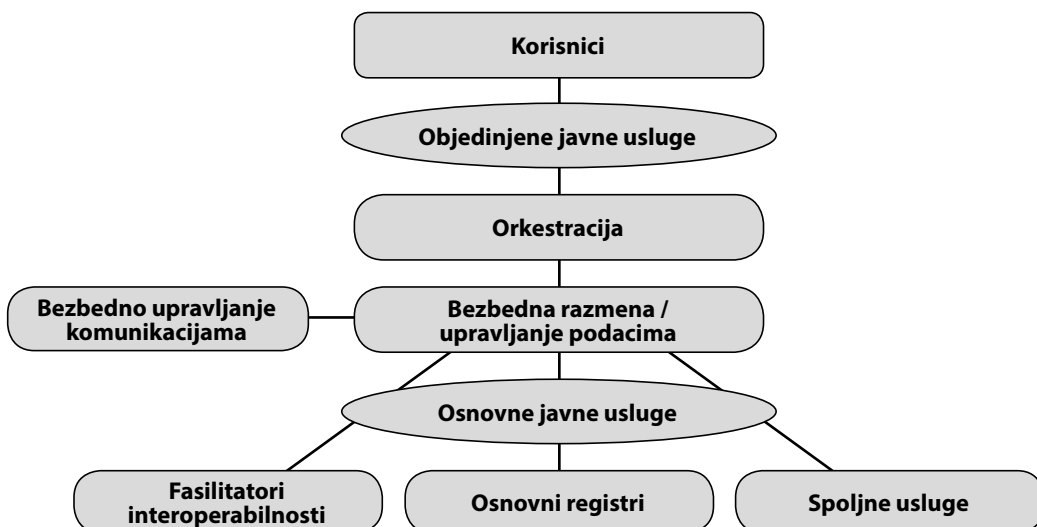 Korisnici
Objedinjene javne usluge
Orkestracija
Bezbedno upravljanje
komunikacijama
Bezbedna razmena /
upravljanje podacima
Osnovne javne usluge
Fasilitatori
interoperabilnosti
Osnovni registri
Spoljne usluge